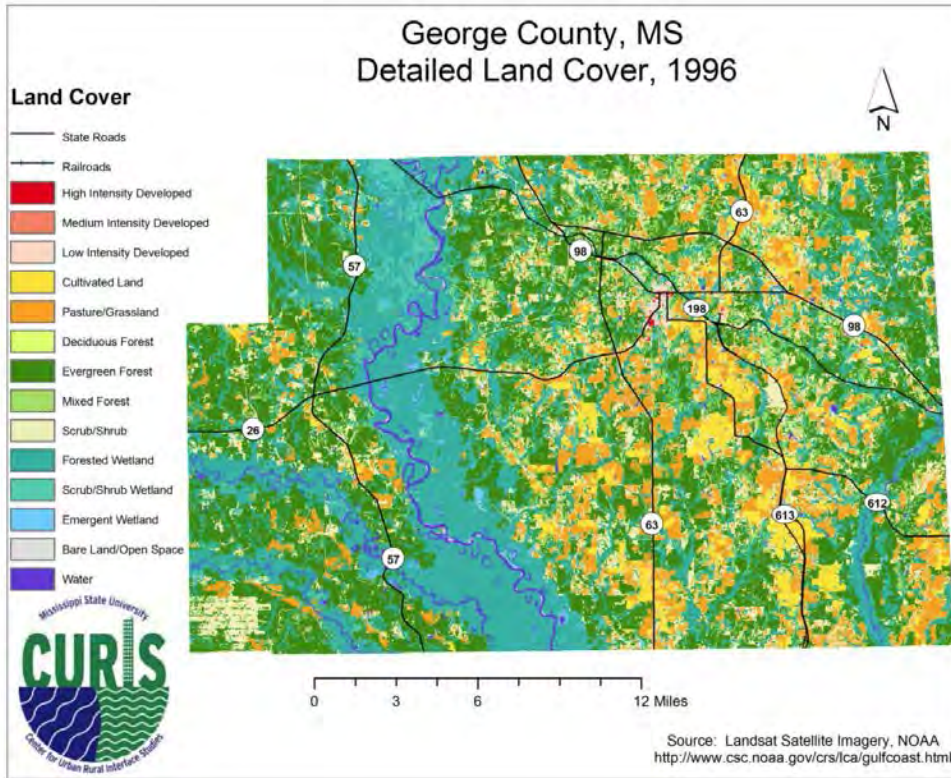 George County, MS
Detailed Land Cover, 1996
N
Land Cover
State Roads
Railroads
High Intensity Developed
Medium Intensity Developed
Low Intensity Developed
Cultivated Land
Pasture/Grassland
Deciduous Forest
Evergreen Forest
Mixed Forest
Scrub/Shrub
Forested Wetland
Scrub/Shrub Wetland
Emergent Wetland
Bare Land/Open Space
Water
63
98
57
198
98
26
63
613
612
57
Mississippi State University
CURIS
Center for Urban Rural Interface Studies
0 3 6 12 Miles
Source: Landsat Satellite Imagery, NOAA
http://www.csc.noaa.gov/crs/lca/gulfcoast.html